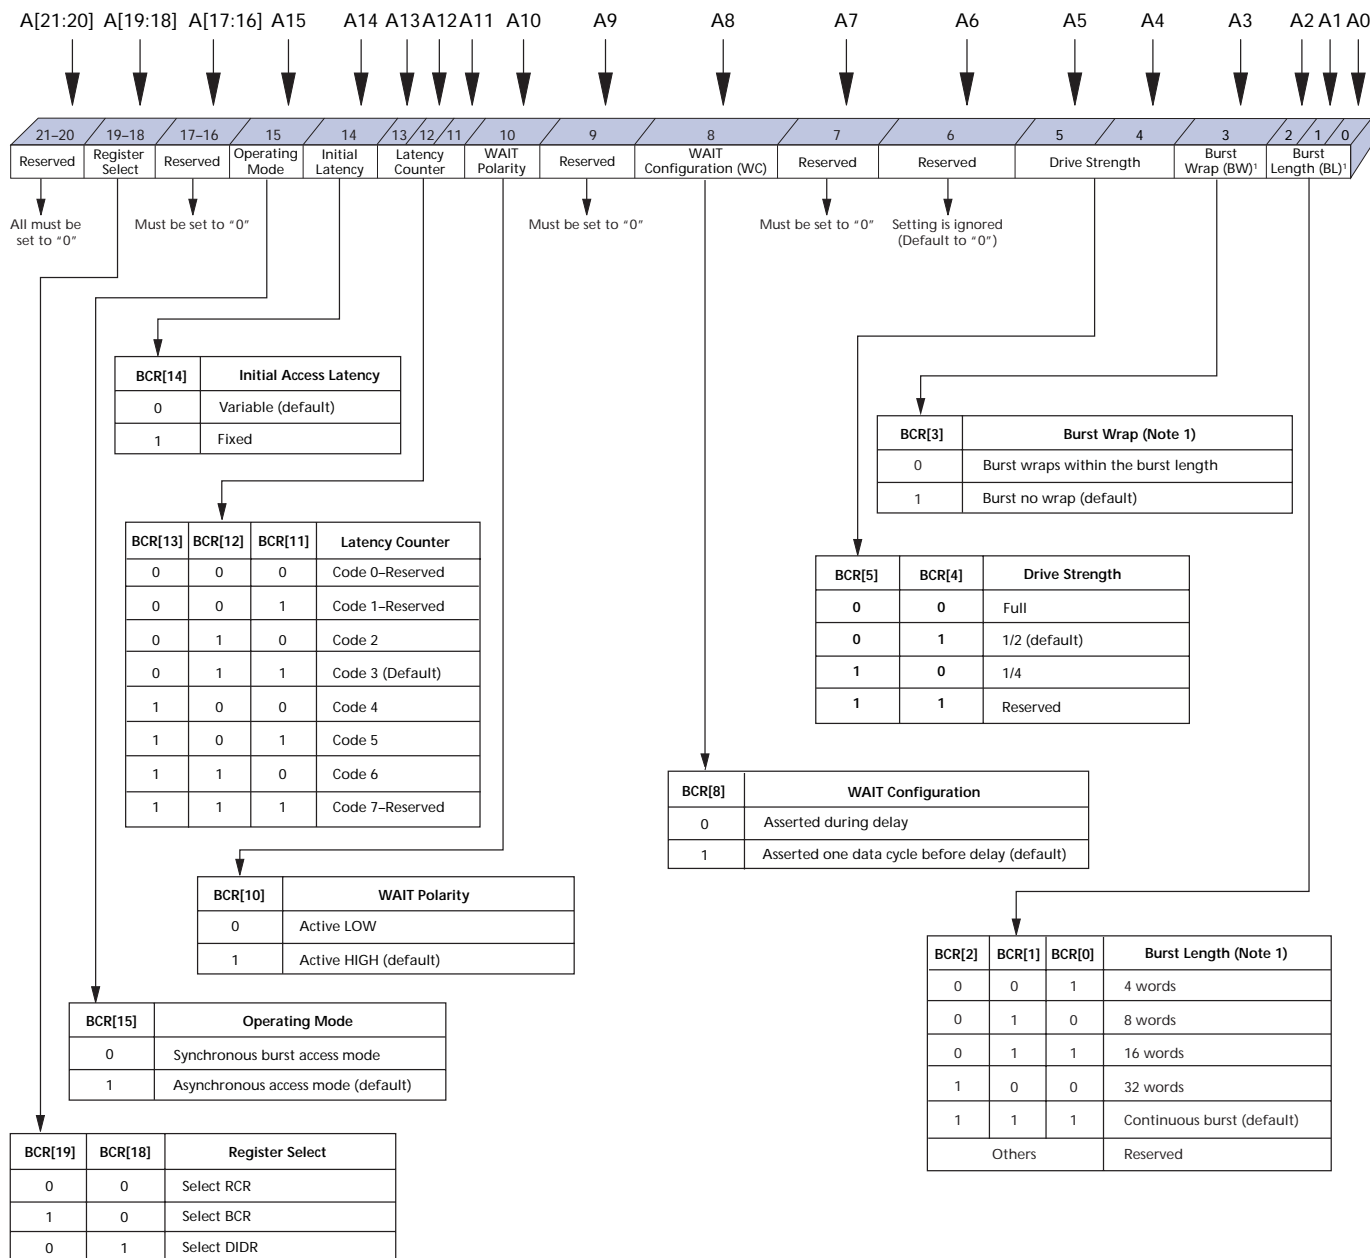 A[21:20] A[19:18] A[17:16] A15 A14 A13 A12 A11 A10 A9 A8 A7 A6 A5 A4 A3 A2 A1 A0
21–20 19–18 17–16 15 14 13 12 11 10 9 8 7 6 5 4 3 2 1 0
Reserved
Register
Select
Reserved
Operating
Mode
Initial
Latency
Latency
Counter
WAIT
Polarity
Reserved
WAIT
Configuration (WC)
Reserved
Reserved
Drive Strength
Burst
Wrap (BW)1
Burst
Length (BL)1
All must be
set to "0"
Must be set to "0"
Must be set to "0"
Must be set to "0"
Setting is ignored
(Default to "0")
BCR[14] Initial Access Latency
0 Variable (default)
1 Fixed
BCR[3] Burst Wrap (Note 1)
0 Burst wraps within the burst length
1 Burst no wrap (default)
BCR[13] BCR[12] BCR[11] Latency Counter
0 0 0 Code 0–Reserved
0 0 1 Code 1–Reserved
0 1 0 Code 2
0 1 1 Code 3 (Default)
1 0 0 Code 4
1 0 1 Code 5
1 1 0 Code 6
1 1 1 Code 7–Reserved
BCR[5] BCR[4] Drive Strength
0 0 Full
0 1 1/2 (default)
1 0 1/4
1 1 Reserved
BCR[8] WAIT Configuration
0 Asserted during delay
1 Asserted one data cycle before delay (default)
BCR[10] WAIT Polarity
0 Active LOW
1 Active HIGH (default)
BCR[2] BCR[1] BCR[0] Burst Length (Note 1)
0 0 1 4 words
0 1 0 8 words
0 1 1 16 words
1 0 0 32 words
1 1 1 Continuous burst (default)
Others Reserved
BCR[15] Operating Mode
0 Synchronous burst access mode
1 Asynchronous access mode (default)
BCR[19] BCR[18] Register Select
0 0 Select RCR
1 0 Select BCR
0 1 Select DIDR